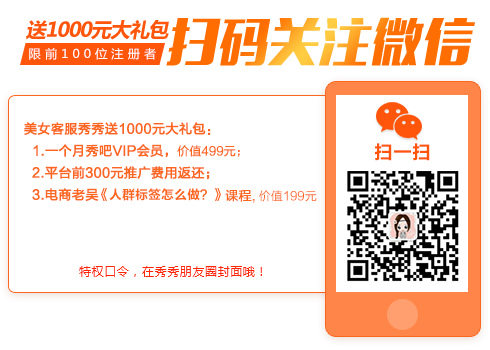 送1000元大礼包
限前100位注册者
扫码关注微信
美女客服秀秀送1000元大礼包：
1.一个月秀吧VIP会员，价值499元；
2.平台前300元推广费用返还；
3.电商老吴《人群标签怎么做？》课程, 价值199元
特权口令，在秀秀朋友圈封面哦！
扫一扫